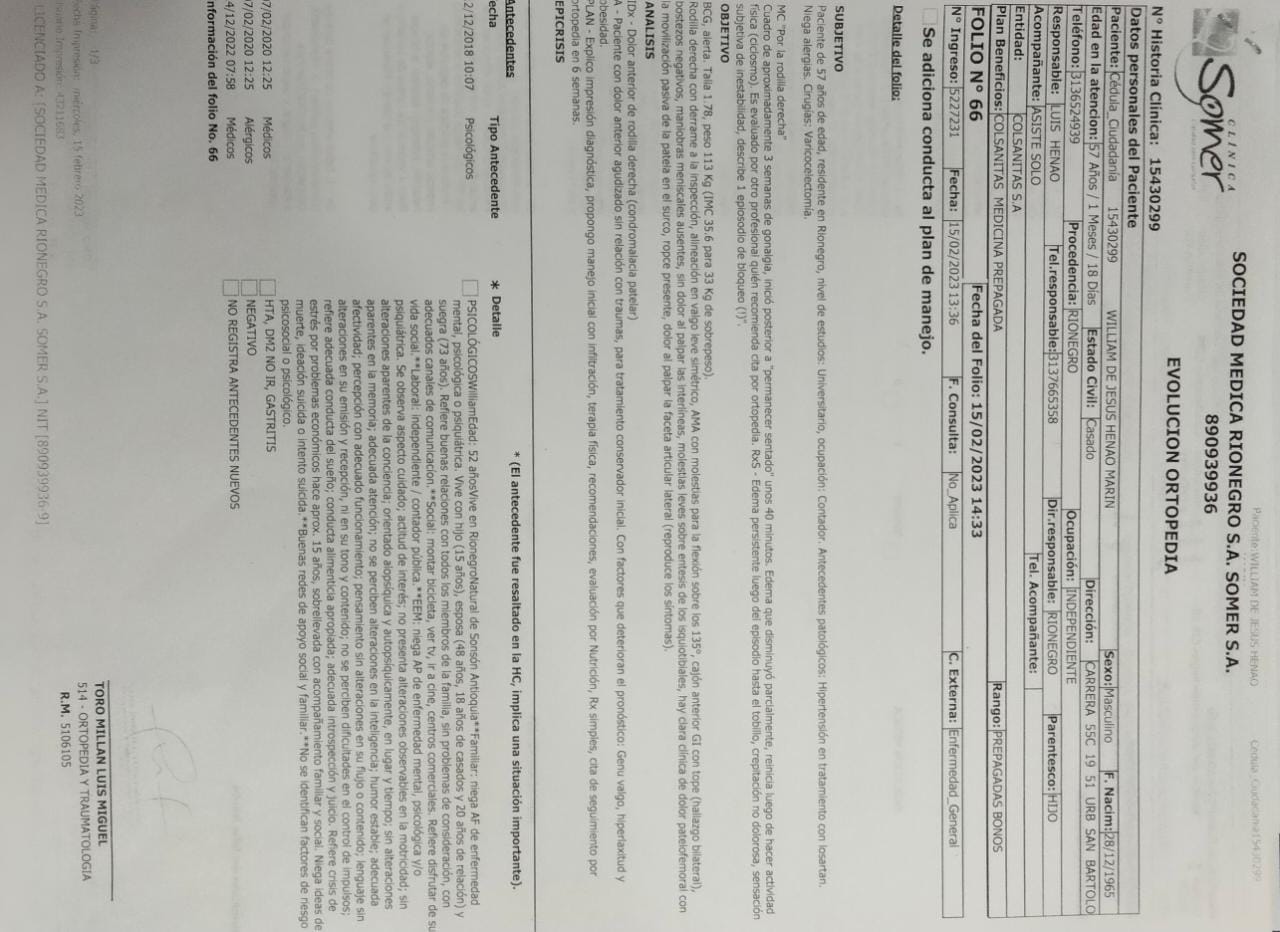 Paciente:WILLIAM DE JESUS HENAO Cedula_Ciudadania15430299
CLINICA
Somer
SOCIEDAD MEDICA RIONEGRO S.A. SOMER S.A.
890939936
EVOLUCION ORTOPEDIA
N° Historia Clínica: 15430299
Datos personales del Paciente
Paciente: Cédula_Ciudadanía 15430299 WILLIAM DE JESUS HENAO MARIN Sexo: Masculino F. Nacim: 28/12/1965
Edad en la atencion: 57 Años / 1 Meses / 18 Días Estado Civil: Casado Dirección: CARRERA 55C 19 51 URB SAN BARTOLO
Teléfono: 3136524939 Procedencia: RIONEGRO Ocupación: INDEPENDIENTE
Responsable: LUIS HENAO Tel.responsable: 3137665358 Dir.responsable: RIONEGRO Parentesco: HIJO
Acompañante: ASISTE SOLO Tel. Acompañante:
Entidad: COLSANITAS S.A
Plan Beneficios: COLSANITAS MEDICINA PREPAGADA Rango: PREPAGADAS BONOS
FOLIO N° 66 Fecha del Folio: 15/02/2023 14:33
N° Ingreso: 5227231 Fecha: 15/02/2023 13:36 F. Consulta: No_Aplica C. Externa: Enfermedad_General
Se adiciona conducta al plan de manejo.
Detalle del folio:
SUBJETIVO
Paciente de 57 años de edad, residente en Rionegro, nivel de estudios: Universitario, ocupación: Contador. Antecedentes patológicos: Hipertensión en tratamiento con losartan.
Niega alergias. Cirugías: Varicocelectomía.
MC "Por la rodilla derecha"
Cuadro de aproximadamente 3 semanas de gonalgia, inició posterior a "permanecer sentado" unos 40 minutos. Edema que disminuyó parcialmente, reinicia luego de hacer actividad
física (ciclosmo). Es evaluado por otro profesional quién recomienda cita por ortopedia. RxS - Edema persistente luego del episodio hasta el tobillo, crepitación no dolorosa, sensación
subjetiva de inestabilidad, describe 1 episodio de bloqueo (!)".
OBJETIVO
BCG, alerta. Talla 1.78, peso 113 Kg (IMC 35.6 para 33 Kg de sobrepeso).
Rodilla derecha con derrame a la inspección, alineación en valgo leve simétrico, AMA con molestias para la flexión sobre los 135°, cajón anterior GI con tope (hallazgo bilateral),
bostezos negativos, maniobras meniscales ausentes, sin dolor al palpar las interlineas, molestias leves sobre entesis de los isquiotibiales, hay clara clínica de dolor patelofemoral con
la movilización pasiva de la patela en el surco, ropce presente, dolor al palpar la faceta articular lateral (reproduce los síntomas).
ANALISIS
IDx - Dolor anterior de rodilla derecha (condromalacia patelar)
A - Paciente con dolor anterior agudizado sin relación con traumas, para tratamiento conservador inicial. Con factores que deterioran el pronóstico: Genu valgo, hiperlaxitud y
obesidad.
PLAN - Explico impresión diagnóstica, propongo manejo inicial con infiltración, terapia física, recomendaciones, evaluación por Nutrición, Rx simples, cita de seguimiento por
ortopedia en 6 semanas.
EPICRISIS
Antecedentes * (El antecedente fue resaltado en la HC, implica una situación importante).
echa Tipo Antecedente * Detalle
2/12/2018 10:07 Psicológicos PSICOLÓGICOSWilliamEdad: 52 añosVive en RionegroNatural de Sonsón Antioquia**Familiar: niega AF de enfermedad
mental, psicológica o psiquiátrica. Vive con hijo (15 años), esposa (48 años, 18 años de casados y 20 años de relación) y
suegra (73 años). Refiere buenas relaciones con todos los miembros de la familia, sin problemas de consideración, con
adecuados canales de comunicacion.**Social: montar bicicleta, ver tv, ir a cine, centros comerciales. Refiere disfrutar de su
vida social.**Laboral: independiente / contador pública.**EEM: niega AP de enfermedad mental, psicológica y/o
psiquiátrica. Se observa aspecto cuidado; actitud de interés; no presenta alteraciones observables en la motricidad; sin
alteraciones aparentes de la conciencia; orientado alopsíquica y autopsíquicamente, en lugar y tiempo; sin alteraciones
aparentes en la memoria; adecuada atención; no se perciben alteraciones en la inteligencia; humor estable; adecuada
afectividad; percepción con adecuado funcionamiento; pensamiento sin alteraciones en su flujo o contenido; lenguaje sin
alteraciones en su emisión y recepción, ni en su tono y contenido; no se perciben dificultades en el control de impulsos;
refiere adecuada conducta del sueño; conducta alimenticia apropiada; adecuada introspección y juicio. Refiere crisis de
estrés por problemas económicos hace aprox. 15 años, sobrellevada con acompañamiento familiar y social. Niega ideas de
muerte, ideación suicida o intento suicida.**Buenas redes de apoyo social y familiar.**No se identifican factores de riesgo
psicosocial o psicológico.
7/02/2020 12:25 Médicos HTA, DM2 NO IR, GASTRITIS
7/02/2020 12:25 Alérgicos NEGATIVO
4/12/2022 07:58 Médicos NO REGISTRA ANTECEDENTES NUEVOS
nformación del folio No. 66
TORO MILLAN LUIS MIGUEL
514 - ORTOPEDIA Y TRAUMATOLOGIA
R.M. 5106105
ágina: 1/3
echa Impresión: miércoles, 15 febrero 2023
suario Impresión: 43211683
LICENCIADO A: [SOCIEDAD MEDICA RIONEGRO S.A. SOMER S.A.] NIT [890939936-9]